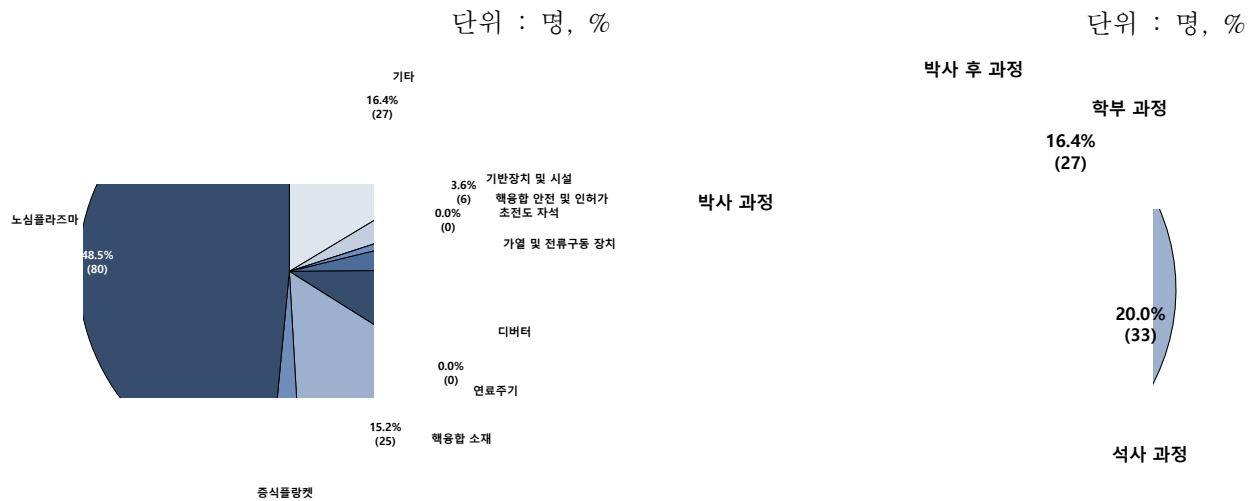 단위 : 명, %
기타
16.4%
(27)
3.6%
(6)
기반장치 및 시설
핵융합 안전 및 인허가
0.0%
(0)
초전도 자석
가열 및 전류구동 장치
노심플라즈마
48.5%
(80)
디버터
0.0%
(0)
연료주기
15.2%
(25)
핵융합 소재
증식플랑켓
단위 : 명, %
박사 후 과정
학부 과정
16.4%
(27)
박사 과정
20.0%
(33)
석사 과정